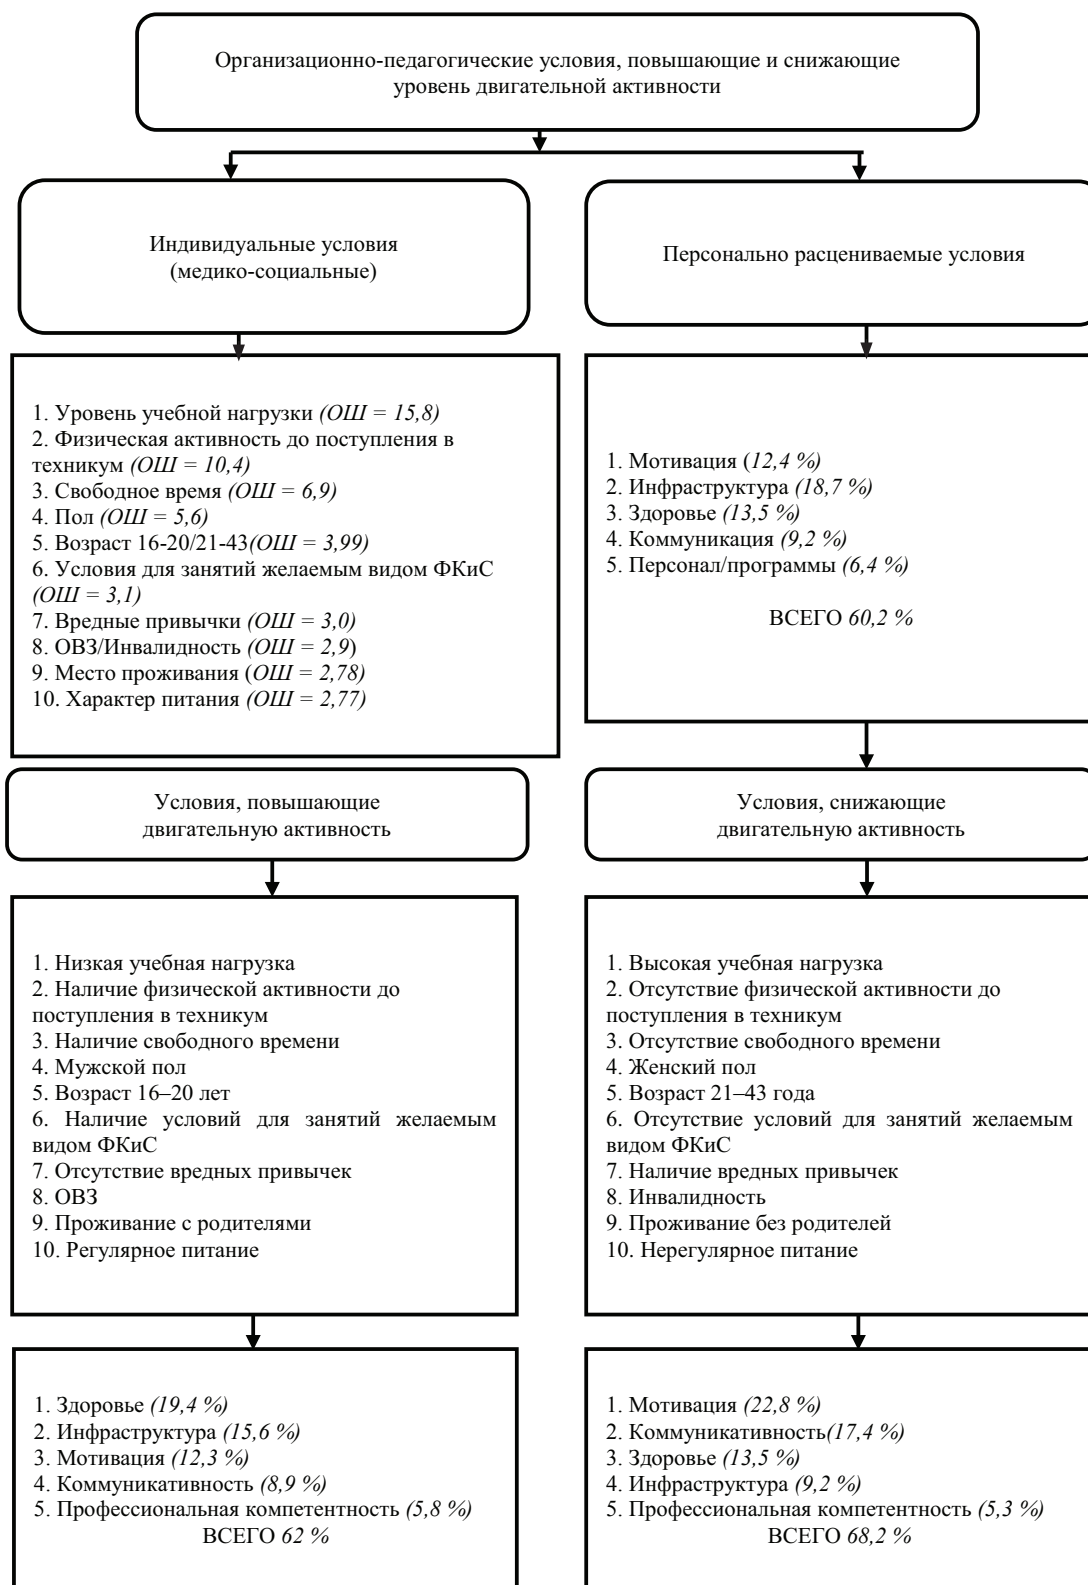 Организационно-педагогические условия, повышающие и снижающие
уровень двигательной активности
Индивидуальные условия
(медико-социальные)
Персонально расцениваемые условия
1. Уровень учебной нагрузки (ОШ = 15,8)
2. Физическая активность до поступления в
техникум (ОШ = 10,4)
3. Свободное время (ОШ = 6,9)
4. Пол (ОШ = 5,6)
5. Возраст 16-20/21-43(ОШ = 3,99)
6. Условия для занятий желаемым видом ФКиС
(ОШ = 3,1)
7. Вредные привычки (ОШ = 3,0)
8. ОВЗ/Инвалидность (ОШ = 2,9)
9. Место проживания (ОШ = 2,78)
10. Характер питания (ОШ = 2,77)
1. Мотивация (12,4 %)
2. Инфраструктура (18,7 %)
3. Здоровье (13,5 %)
4. Коммуникация (9,2 %)
5. Персонал/программы (6,4 %)
ВСЕГО 60,2 %
Условия, повышающие
двигательную активность
Условия, снижающие
двигательную активность
1. Низкая учебная нагрузка
2. Наличие физической активности до
поступления в техникум
3. Наличие свободного времени
4. Мужской пол
5. Возраст 16–20 лет
6. Наличие условий для занятий желаемым
видом ФКиС
7. Отсутствие вредных привычек
8. ОВЗ
9. Проживание с родителями
10. Регулярное питание
1. Высокая учебная нагрузка
2. Отсутствие физической активности до
поступления в техникум
3. Отсутствие свободного времени
4. Женский пол
5. Возраст 21–43 года
6. Отсутствие условий для занятий желаемым
видом ФКиС
7. Наличие вредных привычек
8. Инвалидность
9. Проживание без родителей
10. Нерегулярное питание
1. Здоровье (19,4 %)
2. Инфраструктура (15,6 %)
3. Мотивация (12,3 %)
4. Коммуникативность (8,9 %)
5. Профессиональная компетентность (5,8 %)
ВСЕГО 62 %
1. Мотивация (22,8 %)
2. Коммуникативность(17,4 %)
3. Здоровье (13,5 %)
4. Инфраструктура (9,2 %)
5. Профессиональная компетентность (5,3 %)
ВСЕГО 68,2 %